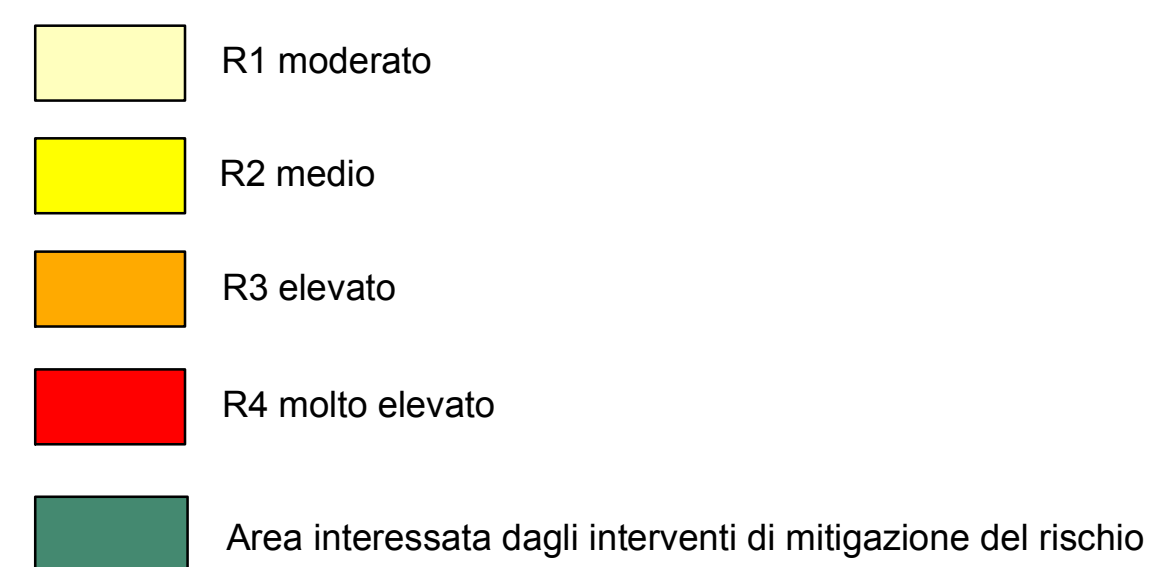 R1 moderato
R2 medio
R3 elevato
R4 molto elevato
Area interessata dagli interventi di mitigazione del rischio